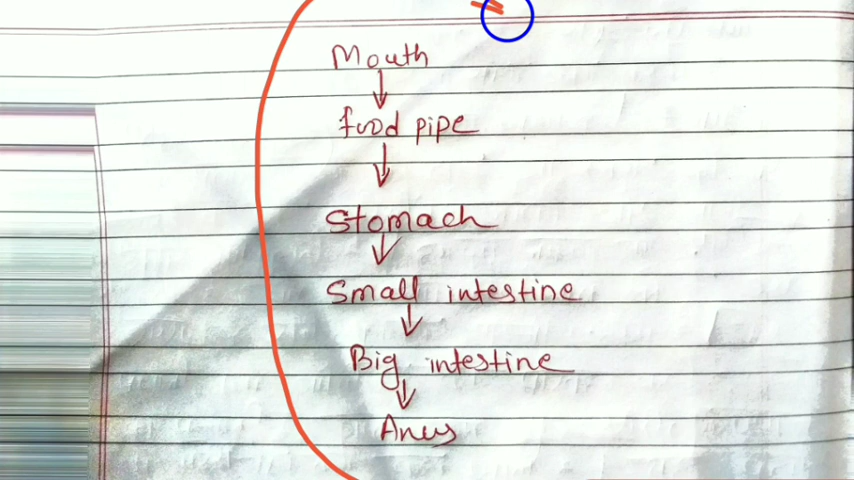 Mouth
food pipe
Stomach
Small intestine
Big intestine
Anus